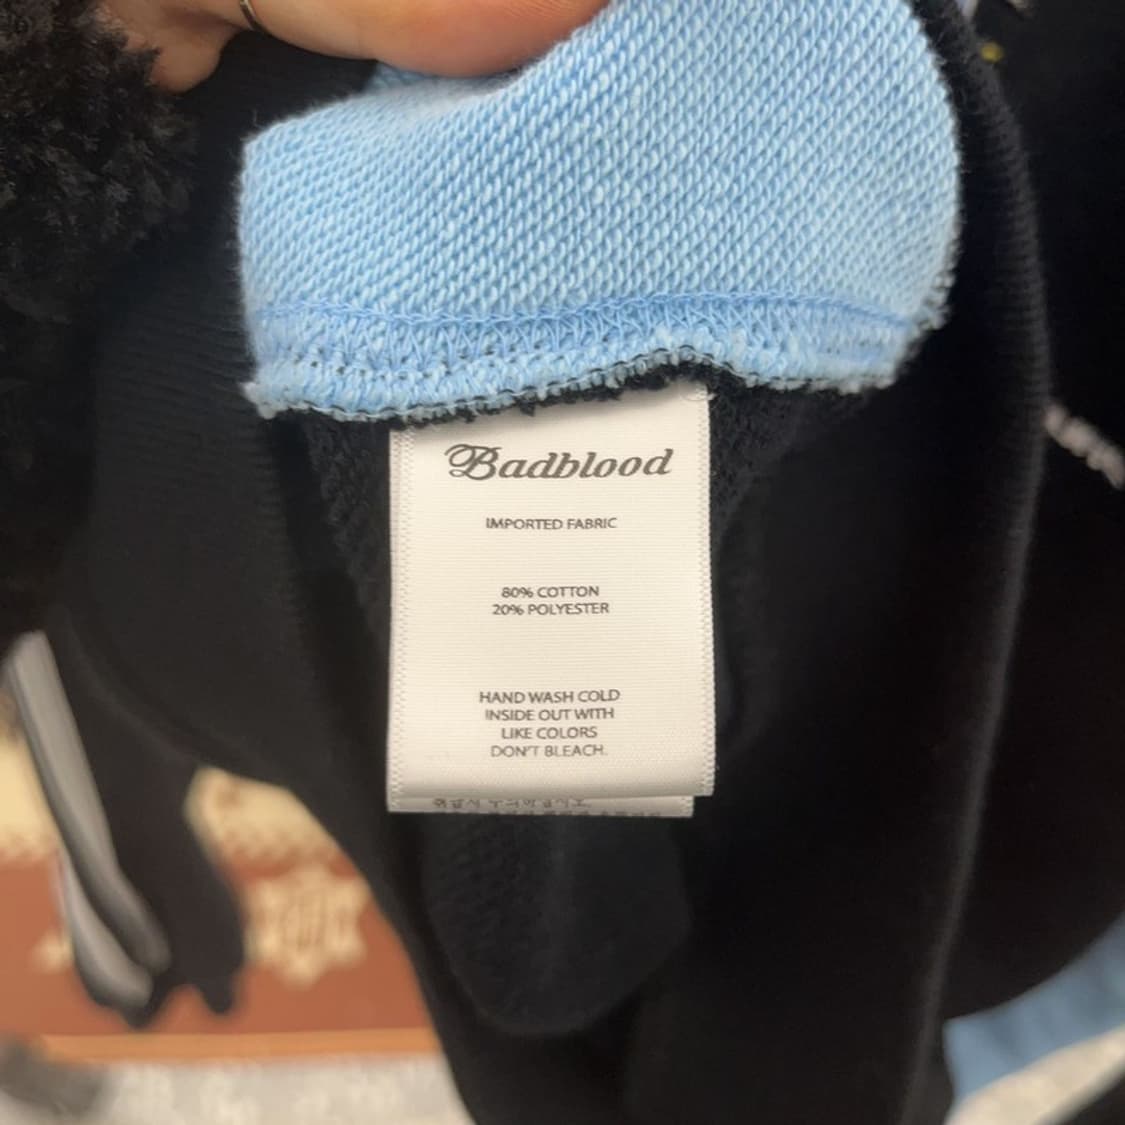 Badblood
IMPORTED FABRIC
80% COTTON
20% POLYESTER
HAND WASH COLD
INSIDE OUT WITH
LIKE COLORS
DON'T BLEACH.